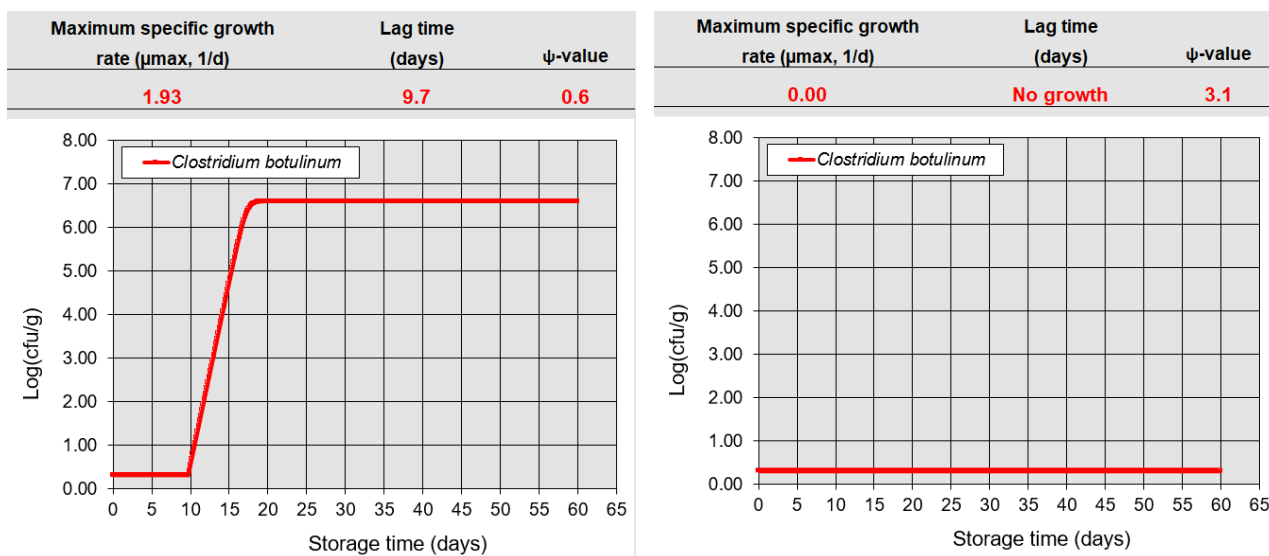 Maximum specific growth Lag time
rate (μmax, 1/d) (days) ψ-value
1.93 9.7 0.6
8.00
7.00
6.00
5.00
4.00
3.00
2.00
1.00
0.00
Clostridium botulinum
Log(cfu/g)
0 5 10 15 20 25 30 35 40 45 50 55 60 65
Storage time (days)
Maximum specific growth Lag time
rate (μmax, 1/d) (days) ψ-value
0.00 No growth 3.1
8.00
7.00
6.00
5.00
4.00
3.00
2.00
1.00
0.00
Clostridium botulinum
Log(cfu/g)
0 5 10 15 20 25 30 35 40 45 50 55 60 65
Storage time (days)